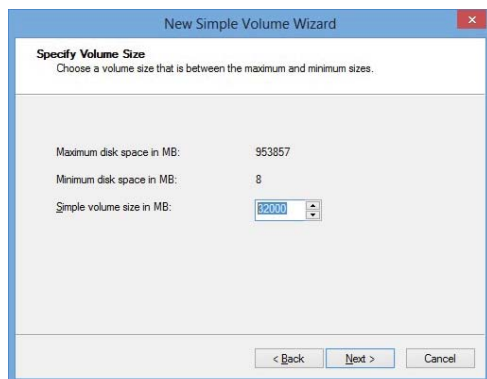 New Simple Volume Wizard
Specify Volume Size
Choose a volume size that is between the maximum and minimum sizes.
Maximum disk space in MB: 953857
Minimum disk space in MB: 8
Simple volume size in MB: 32000
< Back Next > Cancel